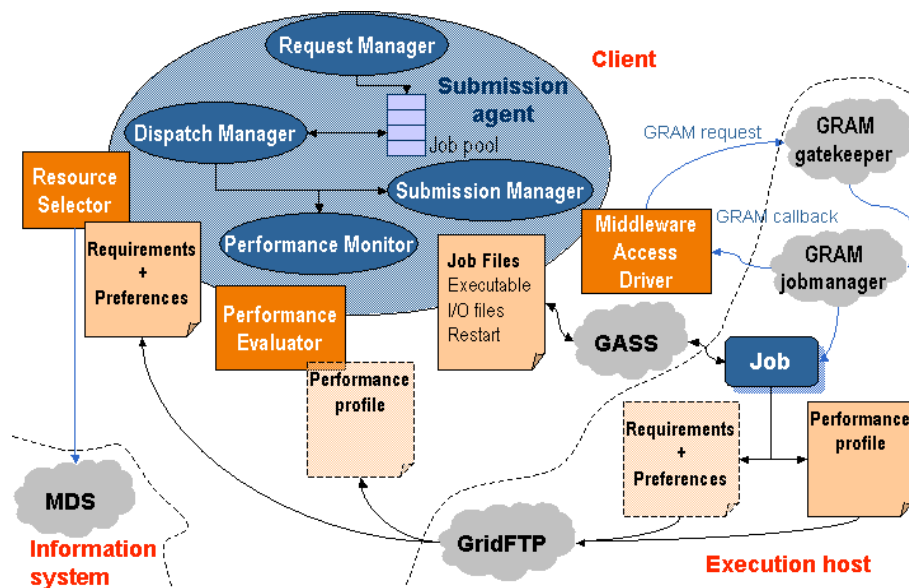 Request Manager
Client
Submission
agent
Dispatch Manager
Job pool
GRAM request
GRAM
gatekeeper
Resource
Selector
Submission Manager
GRAM callback
Requirements
+
Preferences
Performance Monitor
Job Files
Executable
I/O files
Restart
Middleware
Access
Driver
GRAM
jobmanager
Performance
Evaluator
GASS
Job
Performance
profile
Requirements
+
Preferences
Performance
profile
MDS
GridFTP
Information
system
Execution host